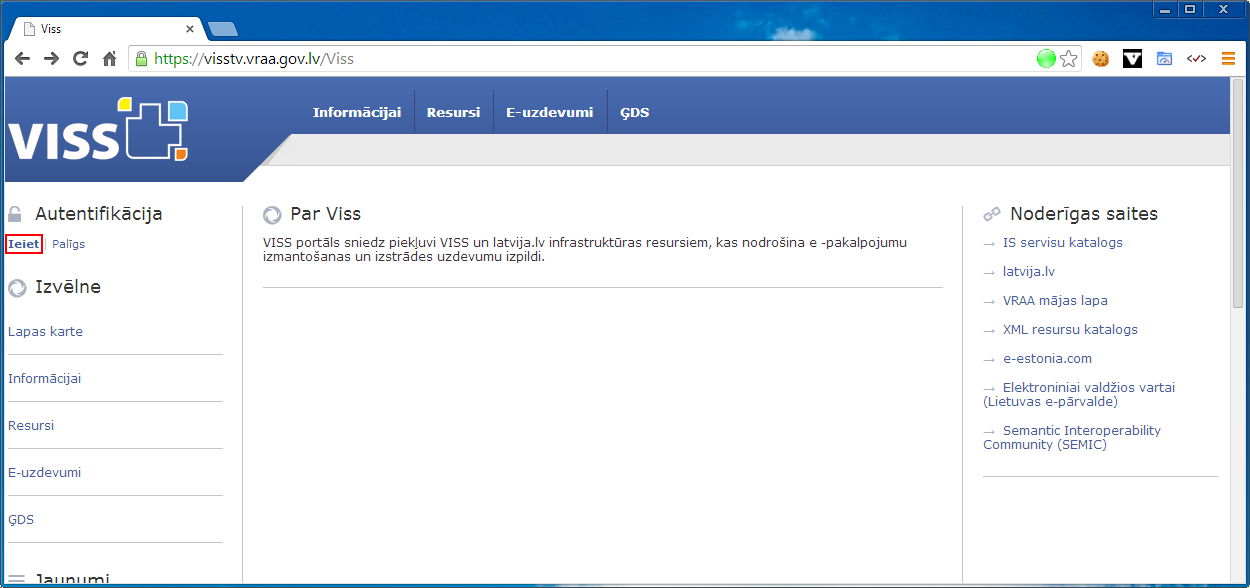 Viss
https://visstv.vraa.gov.lv/Viss
VISS
Informācijai
Resursi
E-uzdevumi
ĢDS
Autentifikācija
Ieiet | Palīgs
Izvēlne
Lapas karte
Informācijai
Resursi
E-uzdevumi
ĢDS
Jaunumi
Par Viss
VISS portāls sniedz piekļuvi VISS un latvija.lv infrastruktūras resursiem, kas nodrošina e -pakalpojumu
izmantošanas un izstrādes uzdevumu izpildi.
Noderīgas saites
→ IS servisu katalogs
→ latvija.lv
→ VRAA mājas lapa
→ XML resursu katalogs
→ e-estonia.com
→ Elektroniniai valdžios vartai
(Lietuvas e-pārvalde)
→ Semantic Interoperability
Community (SEMIC)